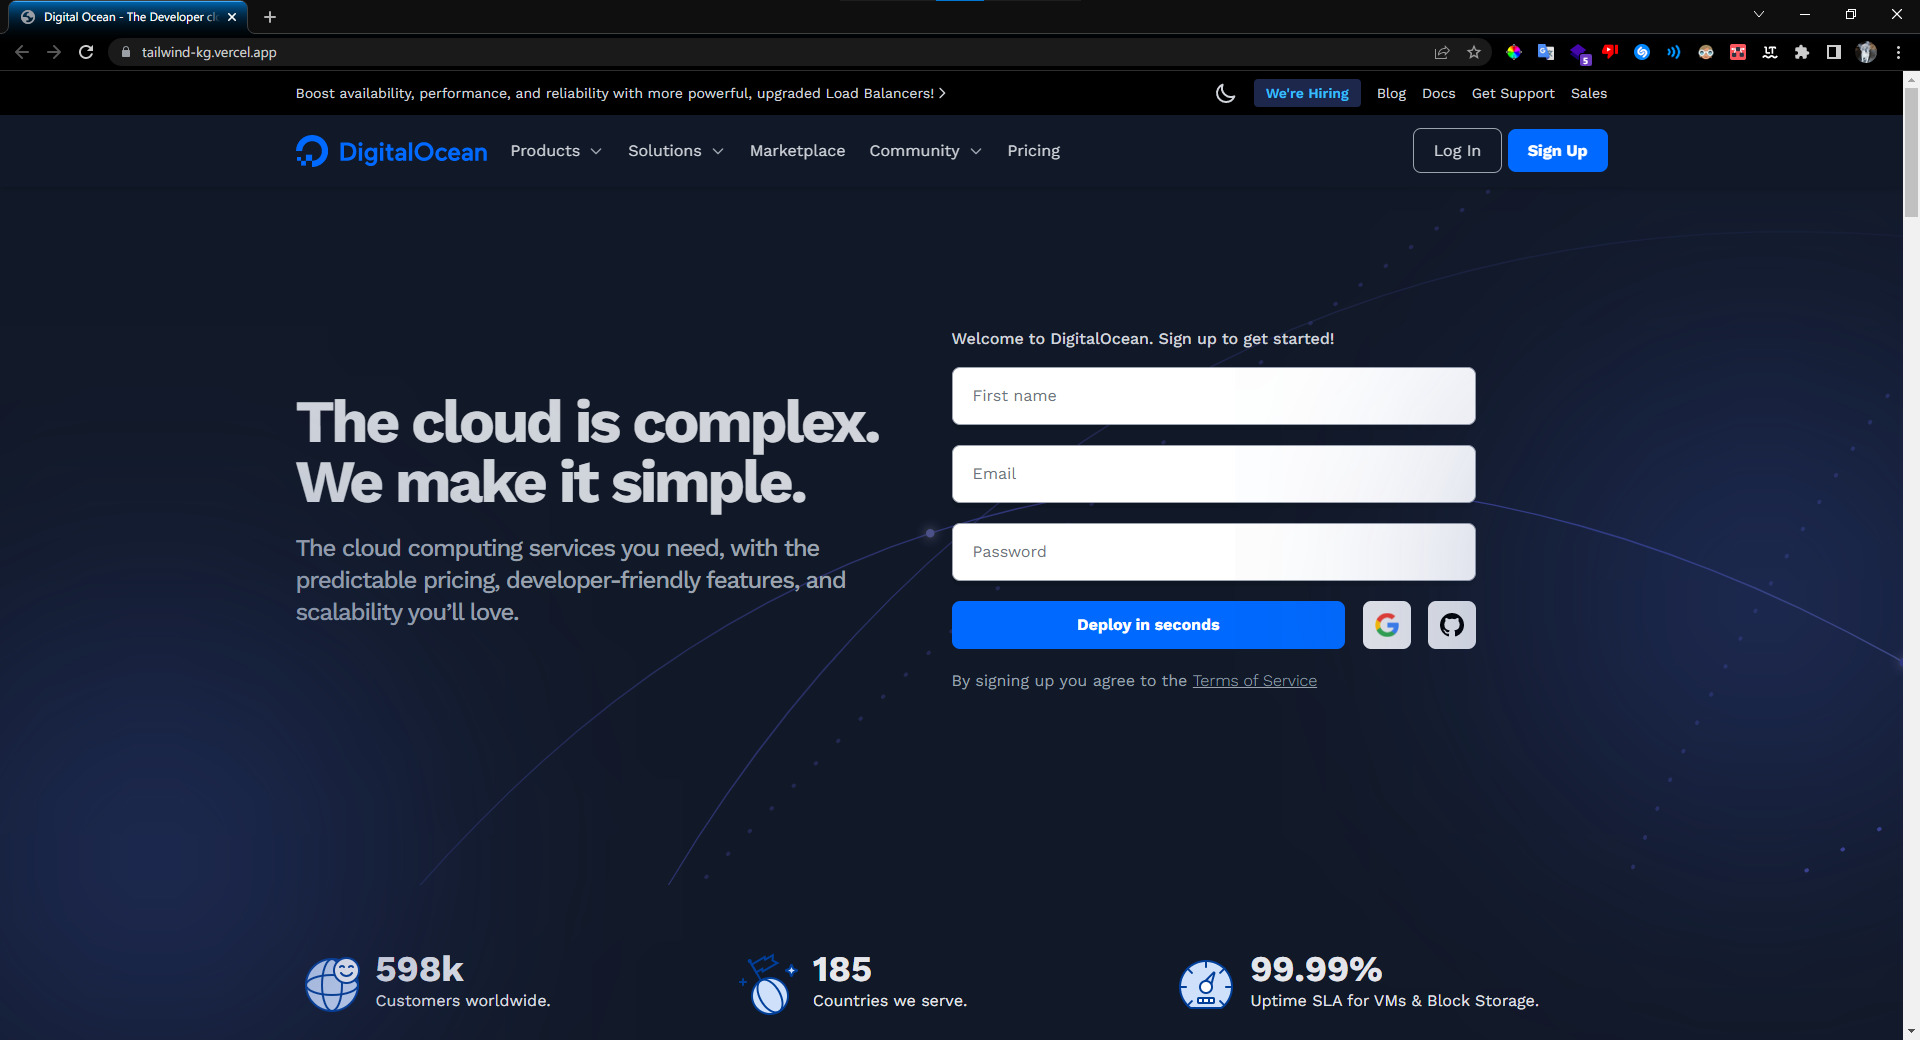 Digital Ocean - The Developer cl
tailwind-kg.vercel.app
5
Boost availability, performance, and reliability with more powerful, upgraded Load Balancers!
We're Hiring
Blog
Docs
Get Support
Sales
DigitalOcean
Products
Solutions
Marketplace
Community
Pricing
Log In
Sign Up
The cloud is complex.
We make it simple.
The cloud computing services you need, with the
predictable pricing, developer-friendly features, and
scalability you’ll love.
Welcome to DigitalOcean. Sign up to get started!
First name
Email
Password
Deploy in seconds
By signing up you agree to the Terms of Service
598k
Customers worldwide.
185
Countries we serve.
99.99%
Uptime SLA for VMs & Block Storage.